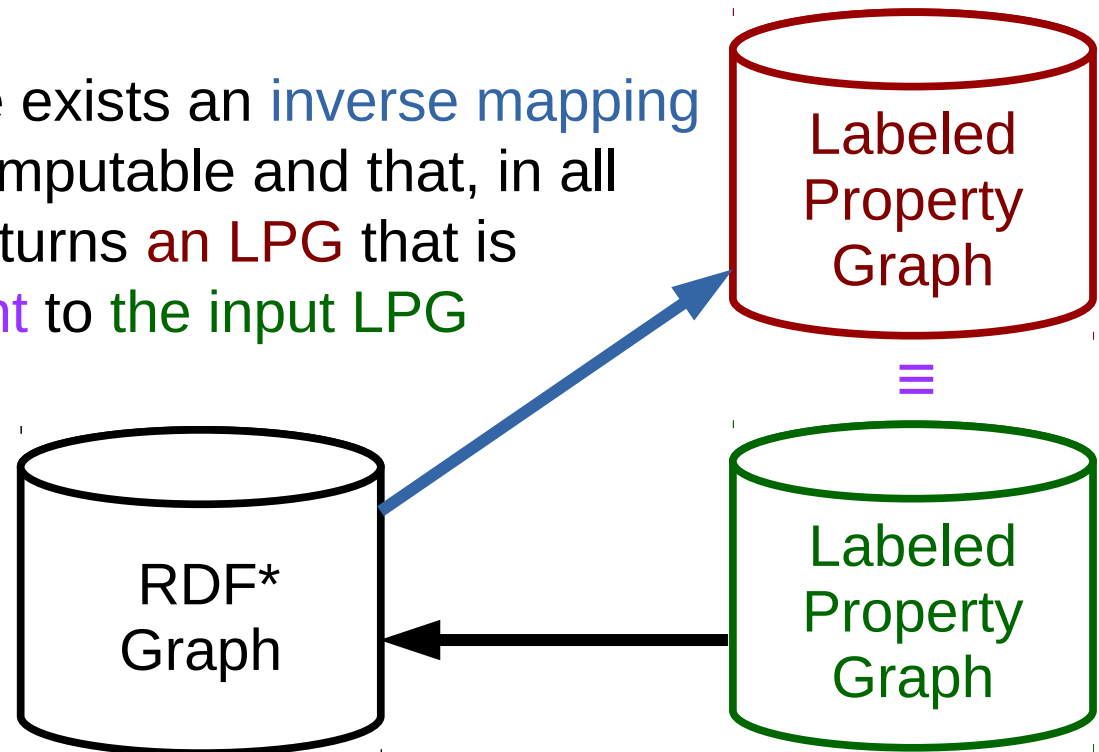 e exists an inverse mapping
mputable and that, in all
turns an LPG that is
nt to the input LPG
Labeled
Property
Graph
≡
RDF*
Graph
Labeled
Property
Graph